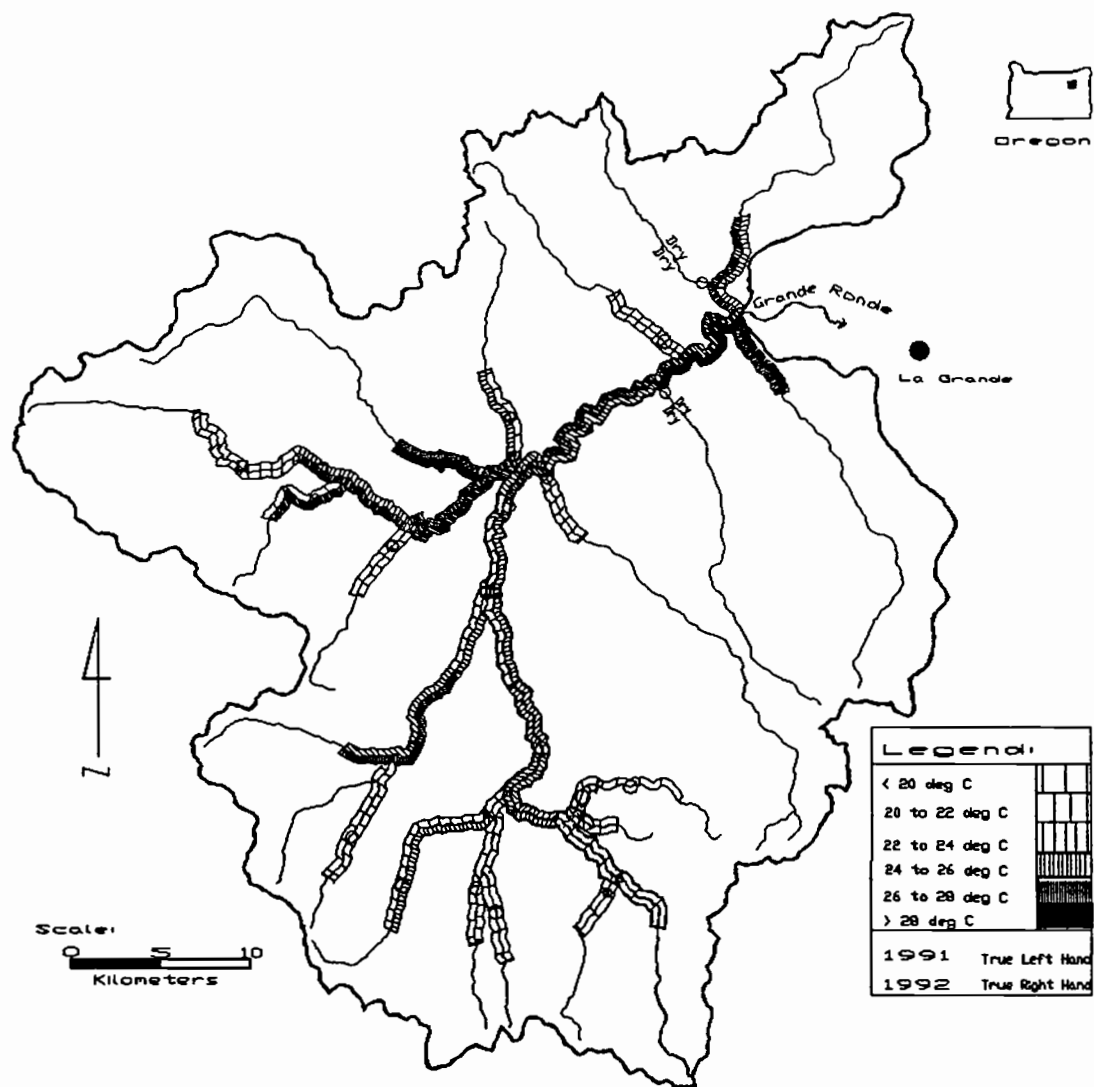 Oregon
Dry
Dry
Grande Ronde
La Grande
N
Legend:
< 20 deg C
20 to 22 deg C
22 to 24 deg C
24 to 26 deg C
26 to 28 deg C
> 28 deg C
1991 True Left Hand
1992 True Right Hand
Scale:
0 5 10
Kilometers